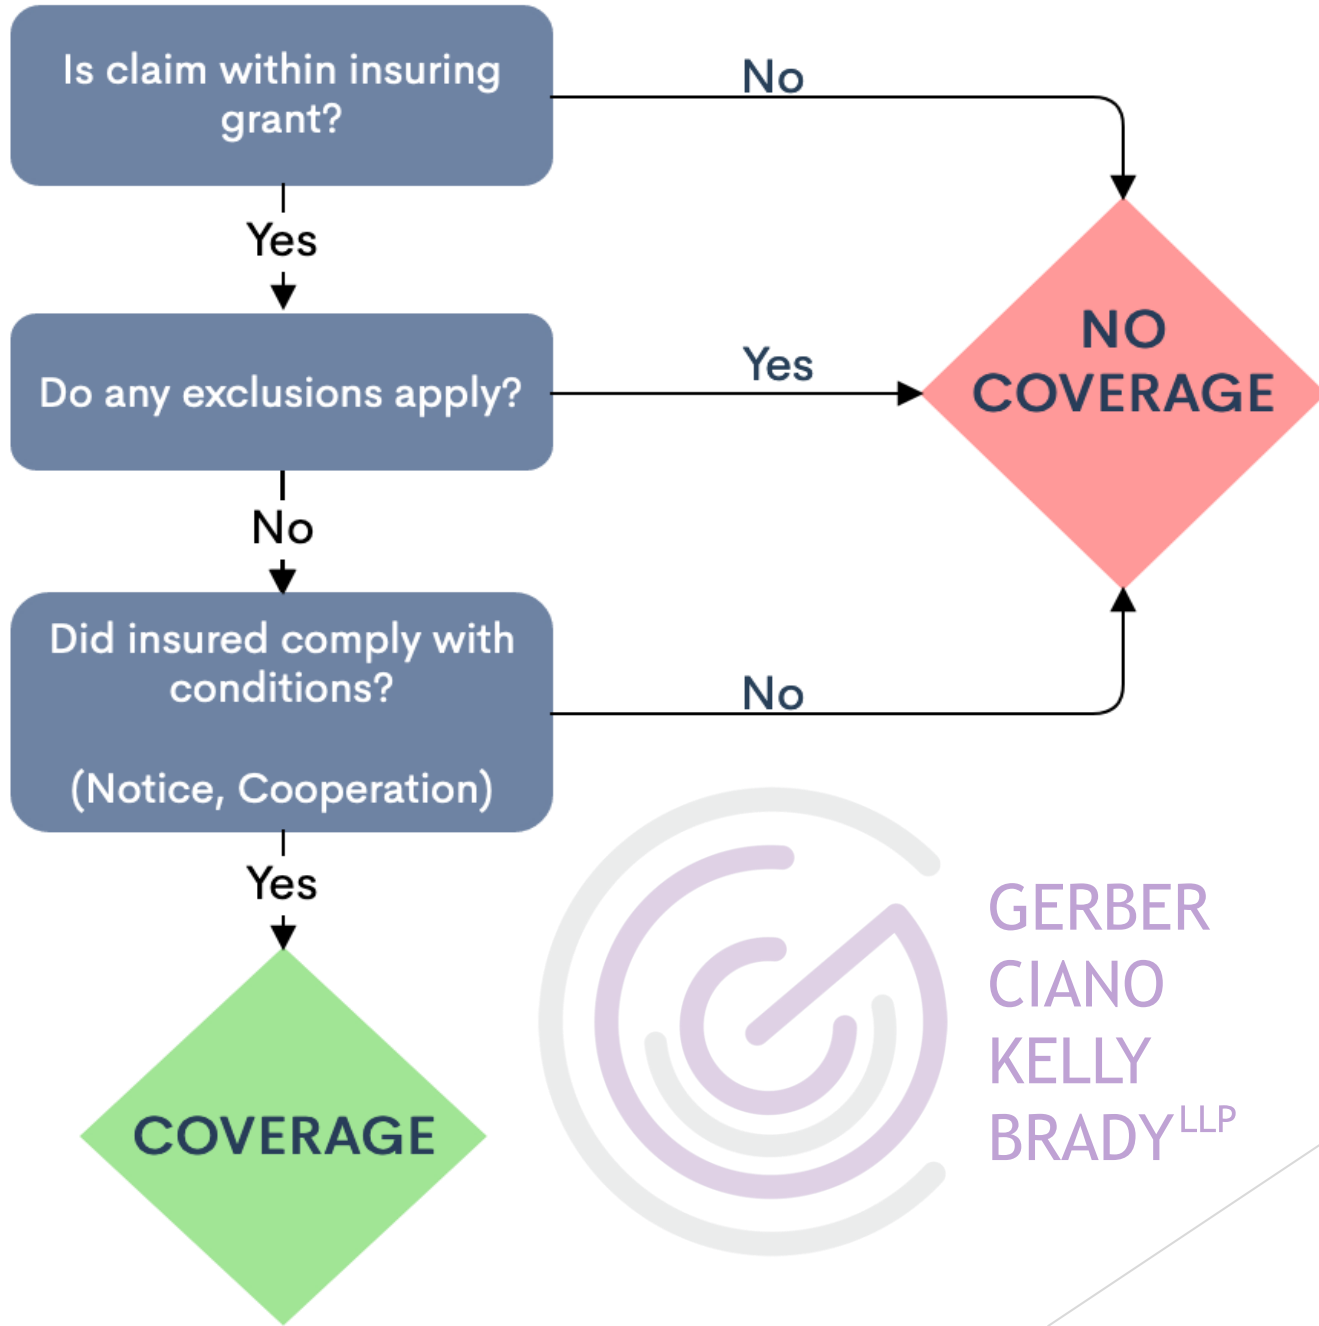 Is claim within insuring
grant?
No
Yes
Do any exclusions apply?
Yes
NO
COVERAGE
No
Did insured comply with
conditions?
(Notice, Cooperation)
No
Yes
COVERAGE
GERBER
CIANO
KELLY
BRADY LLP